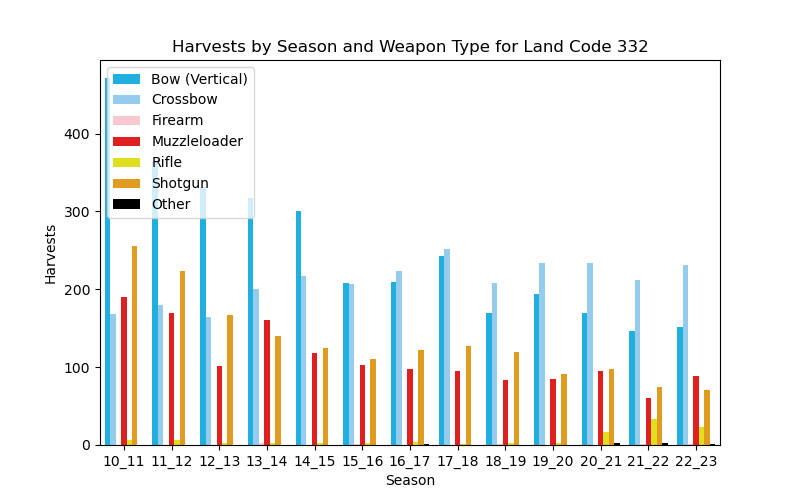 Harvests by Season and Weapon Type for Land Code 332
Bow (Vertical)
Crossbow
Firearm
Muzzleloader
Rifle
Shotgun
Other
400
300
200
100
0
Harvests
10_11 11_12 12_13 13_14 14_15 15_16 16_17 17_18 18_19 19_20 20_21 21_22 22_23
Season